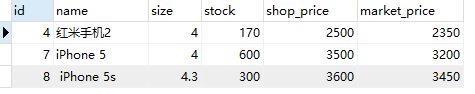 id name size stock shop_price market_price
4 红米手机2 4 170 2500 2350
7 iPhone 5 4 600 3500 3200
8 iPhone 5s 4.3 300 3600 3450